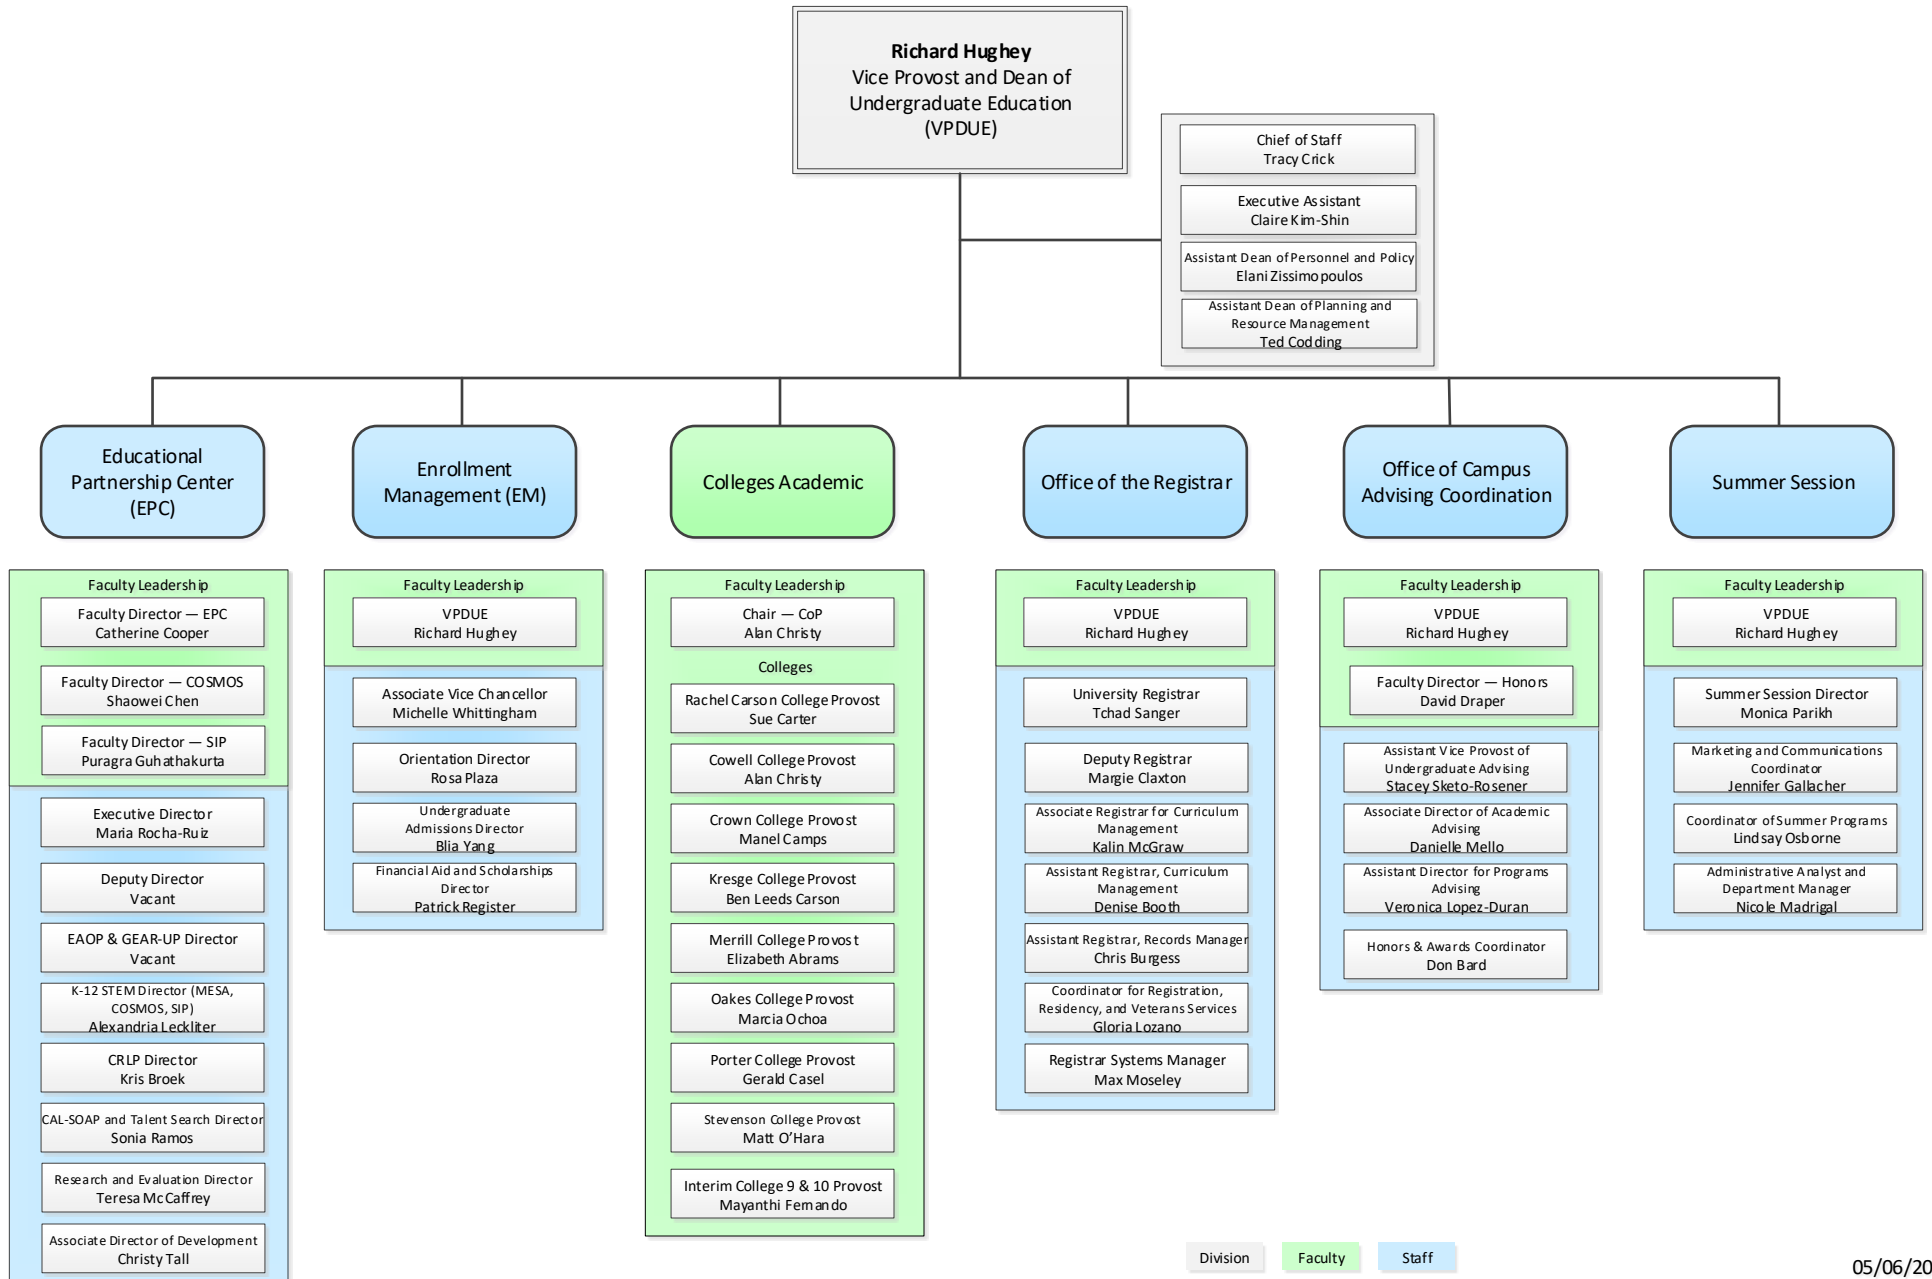 Richard Hughey
Vice Provost and Dean of
Undergraduate Education
(VPDUE)
Chief of Staff
Tracy Crick
Executive Assistant
Claire Kim-Shin
Assistant Dean of Personnel and Policy
Elani Zissimopoulos
Assistant Dean of Planning and
Resource Management
Ted Codding
Educational
Partnership Center
(EPC)
Enrollment
Management (EM)
Colleges Academic
Office of the Registrar
Office of Campus
Advising Coordination
Summer Session
Faculty Leadership
Faculty Director — EPC
Catherine Cooper
Faculty Director — COSMOS
Shaowei Chen
Faculty Director — SIP
Puragra Guhathakurta
Executive Director
Maria Rocha-Ruiz
Deputy Director
Vacant
EAOP & GEAR-UP Director
Vacant
K-12 STEM Director (MESA,
COSMOS, SIP)
Alexandria Leckliter
CRLP Director
Kris Broek
CAL-SOAP and Talent Search Director
Sonia Ramos
Research and Evaluation Director
Teresa McCaffrey
Associate Director of Development
Christy Tall
Faculty Leadership
VPDUE
Richard Hughey
Associate Vice Chancellor
Michelle Whittingham
Orientation Director
Rosa Plaza
Undergraduate
Admissions Director
Blia Yang
Financial Aid and Scholarships
Director
Patrick Register
Faculty Leadership
Chair — CoP
Alan Christy
Colleges
Rachel Carson College Provost
Sue Carter
Cowell College Provost
Alan Christy
Crown College Provost
Manel Camps
Kresge College Provost
Ben Leeds Carson
Merrill College Provost
Elizabeth Abrams
Oakes College Provost
Marcia Ochoa
Porter College Provost
Gerald Casel
Stevenson College Provost
Matt O’Hara
Interim College 9 & 10 Provost
Mayanthi Fernando
Faculty Leadership
VPDUE
Richard Hughey
University Registrar
Tchad Sanger
Deputy Registrar
Margie Claxton
Associate Registrar for Curriculum
Management
Kalin McGraw
Assistant Registrar, Curriculum
Management
Denise Booth
Assistant Registrar, Records Manager
Chris Burgess
Coordinator for Registration,
Residency, and Veterans Services
Gloria Lozano
Registrar Systems Manager
Max Moseley
Faculty Leadership
VPDUE
Richard Hughey
Faculty Director — Honors
David Draper
Assistant Vice Provost of
Undergraduate Advising
Stacey Sketo-Rosener
Associate Director of Academic
Advising
Danielle Mello
Assistant Director for Programs
Advising
Veronica Lopez-Duran
Honors & Awards Coordinator
Don Bard
Faculty Leadership
VPDUE
Richard Hughey
Summer Session Director
Monica Parikh
Marketing and Communications
Coordinator
Jennifer Gallacher
Coordinator of Summer Programs
Lindsay Osborne
Administrative Analyst and
Department Manager
Nicole Madrigal
Division
Faculty
Staff
05/06/20